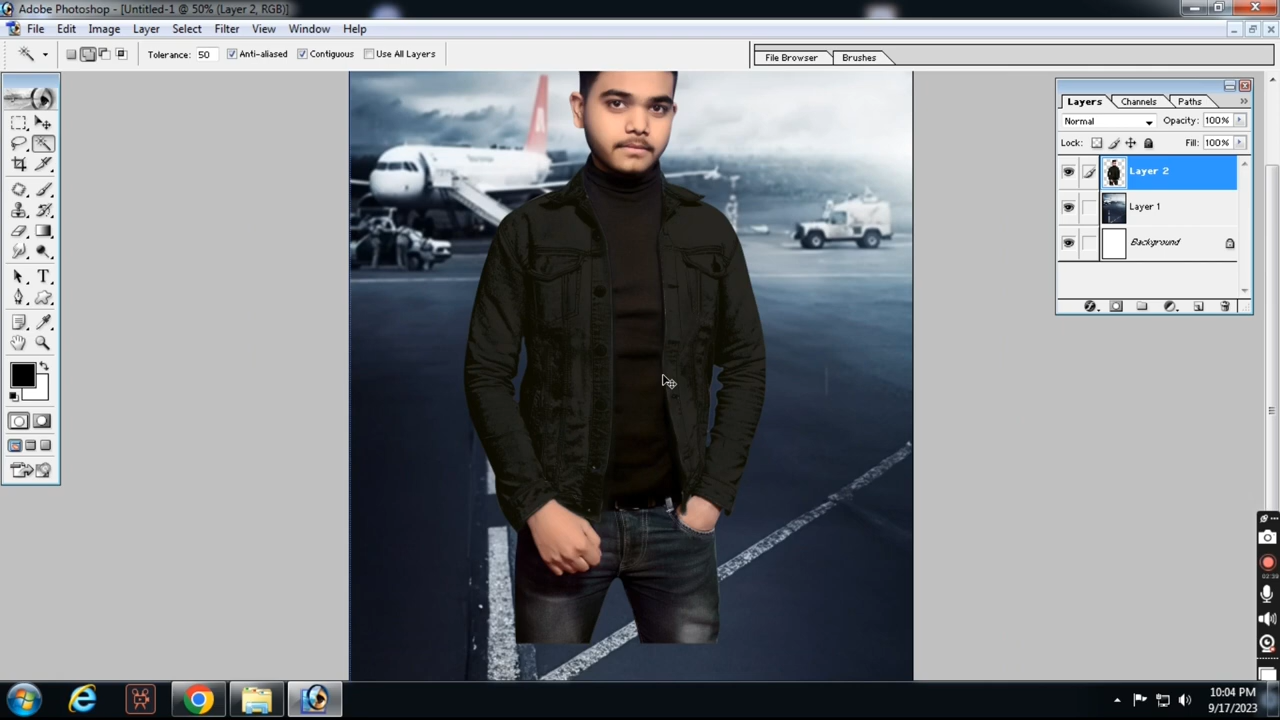 Adobe Photoshop - [Untitled-1 @ 50% (Layer 2, RGB)]
File Edit Image Layer Select Filter View Window Help
Tolerance: 50 Anti-aliased Contiguous Use All Layers File Browser Brushes
Layers Channels Paths
Normal Opacity: 100%
Lock: Fill: 100%
Layer 2
Layer 1
Background
T
10:04 PM
9/17/2023